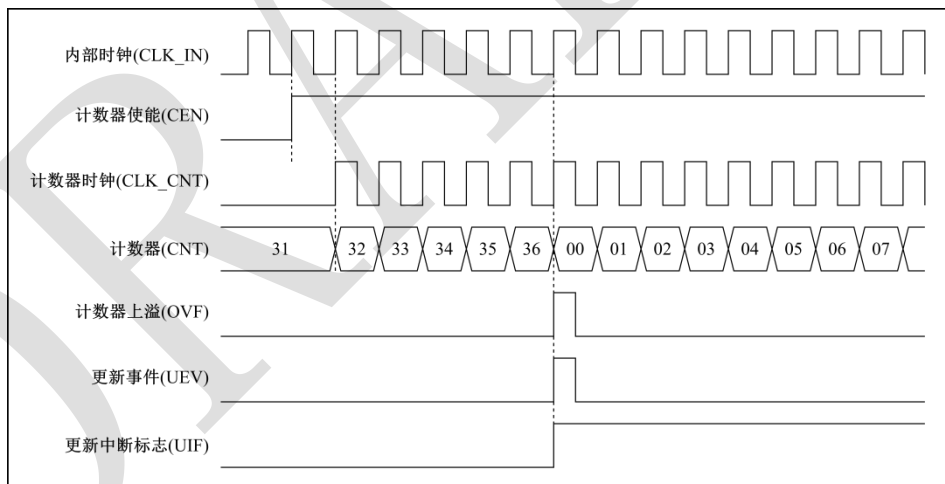 内部时钟(CLK_IN)
计数器使能(CEN)
计数器时钟(CLK_CNT)
计数器(CNT) 31 32 33 34 35 36 00 01 02 03 04 05 06 07
计数器上溢(OVF)
更新事件(UEV)
更新中断标志(UIF)